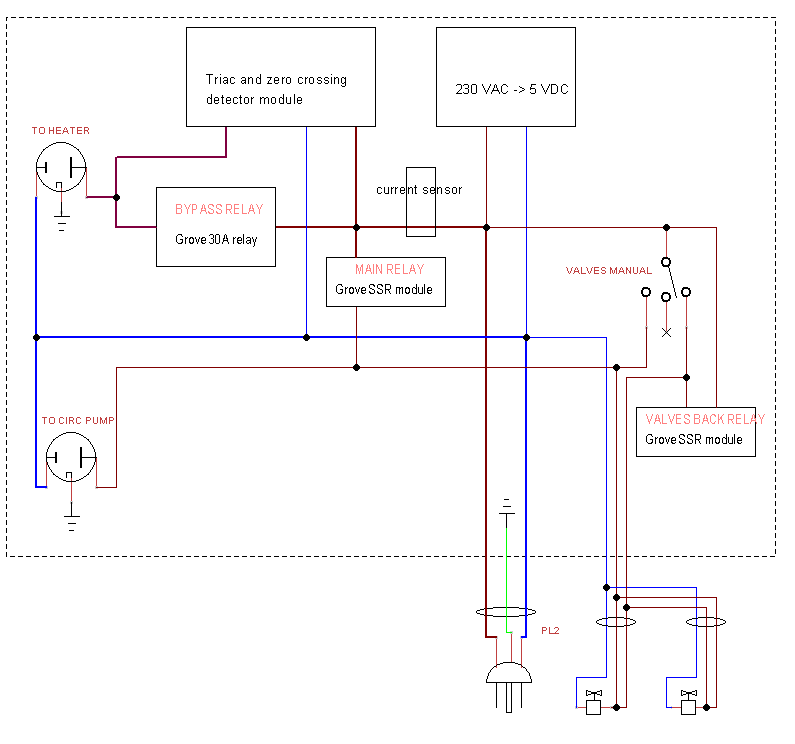 Triac and zero crossing
detector module
230 VAC -> 5 VDC
TO HEATER
current sensor
BYPASS RELAY
Grove 30A relay
MAIN RELAY
Grove SSR module
VALVES MANUAL
TO CIRC PUMP
VALVES BACK RELAY
Grove SSR module
PL2